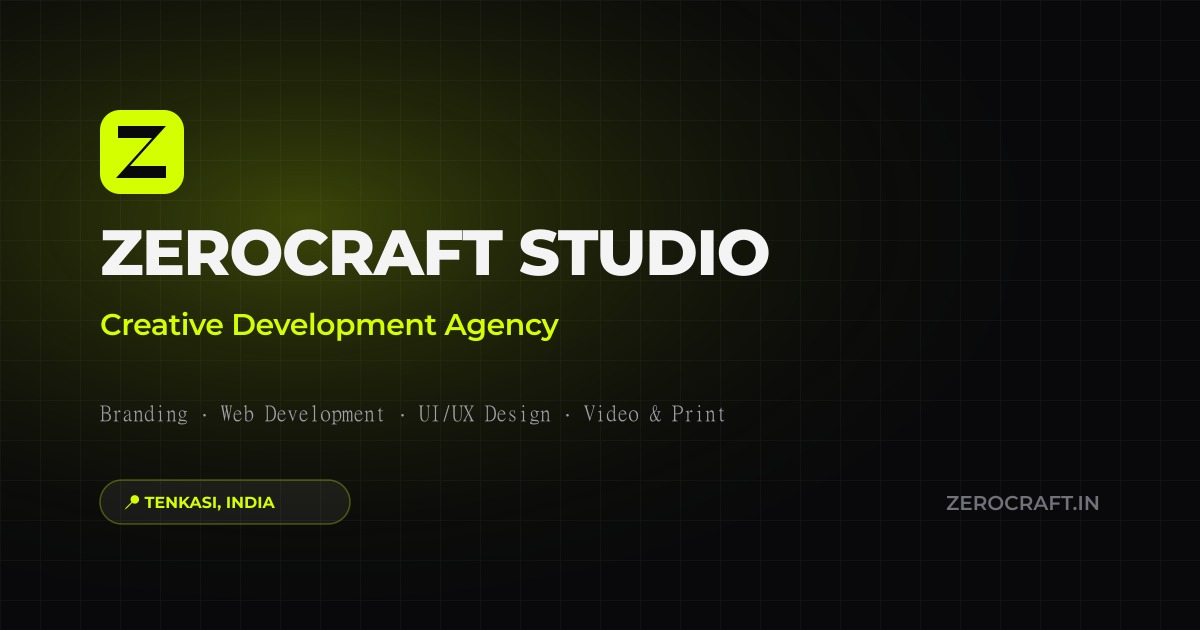 Z
ZEROCRAFT STUDIO
Creative Development Agency
Branding · Web Development · UI/UX Design · Video & Print
TENKASI, INDIA
ZEROCRAFT.IN